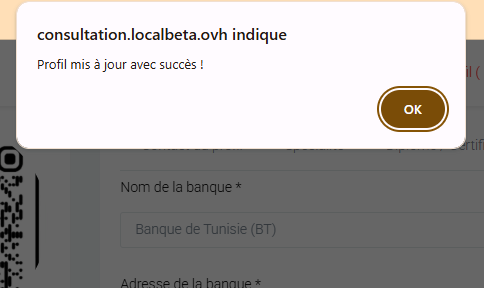 consultation.localbeta.ovh indique
Profil mis à jour avec succès !
OK
Nom de la banque *
Banque de Tunisie (BT)
Adresse de la banque *